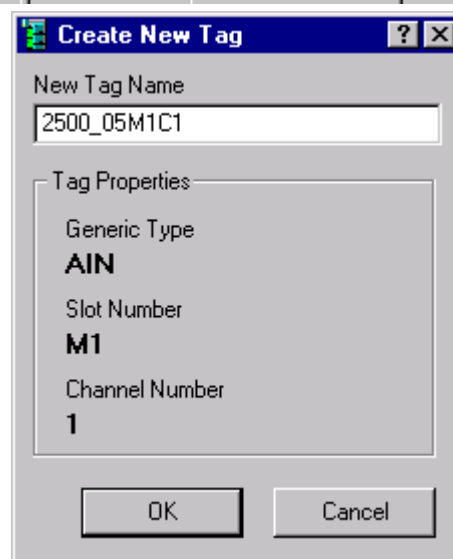 Create New Tag
New Tag Name
2500_05M1C1
Tag Properties
Generic Type
AIN
Slot Number
M1
Channel Number
1
OK Cancel